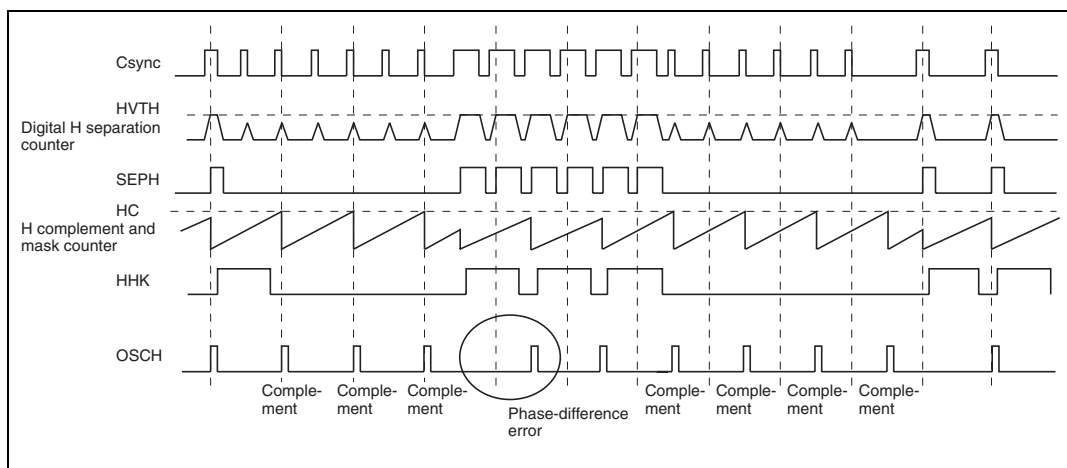 Csync
HVTH
Digital H separation
counter
SEPH
HC
H complement and
mask counter
HHK
OSCH
Comple-
ment
Comple-
ment
Comple-
ment
Phase-difference
error
Comple-
ment
Comple-
ment
Comple-
ment
Comple-
ment